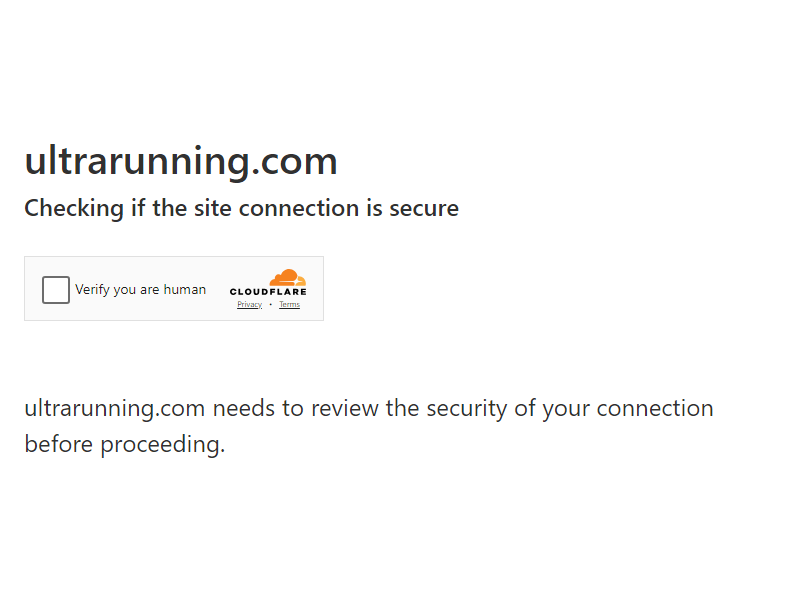 ultrarunning.com
Checking if the site connection is secure
Verify you are human
CLOUDFLARE
Privacy • Terms
ultrarunning.com needs to review the security of your connection
before proceeding.